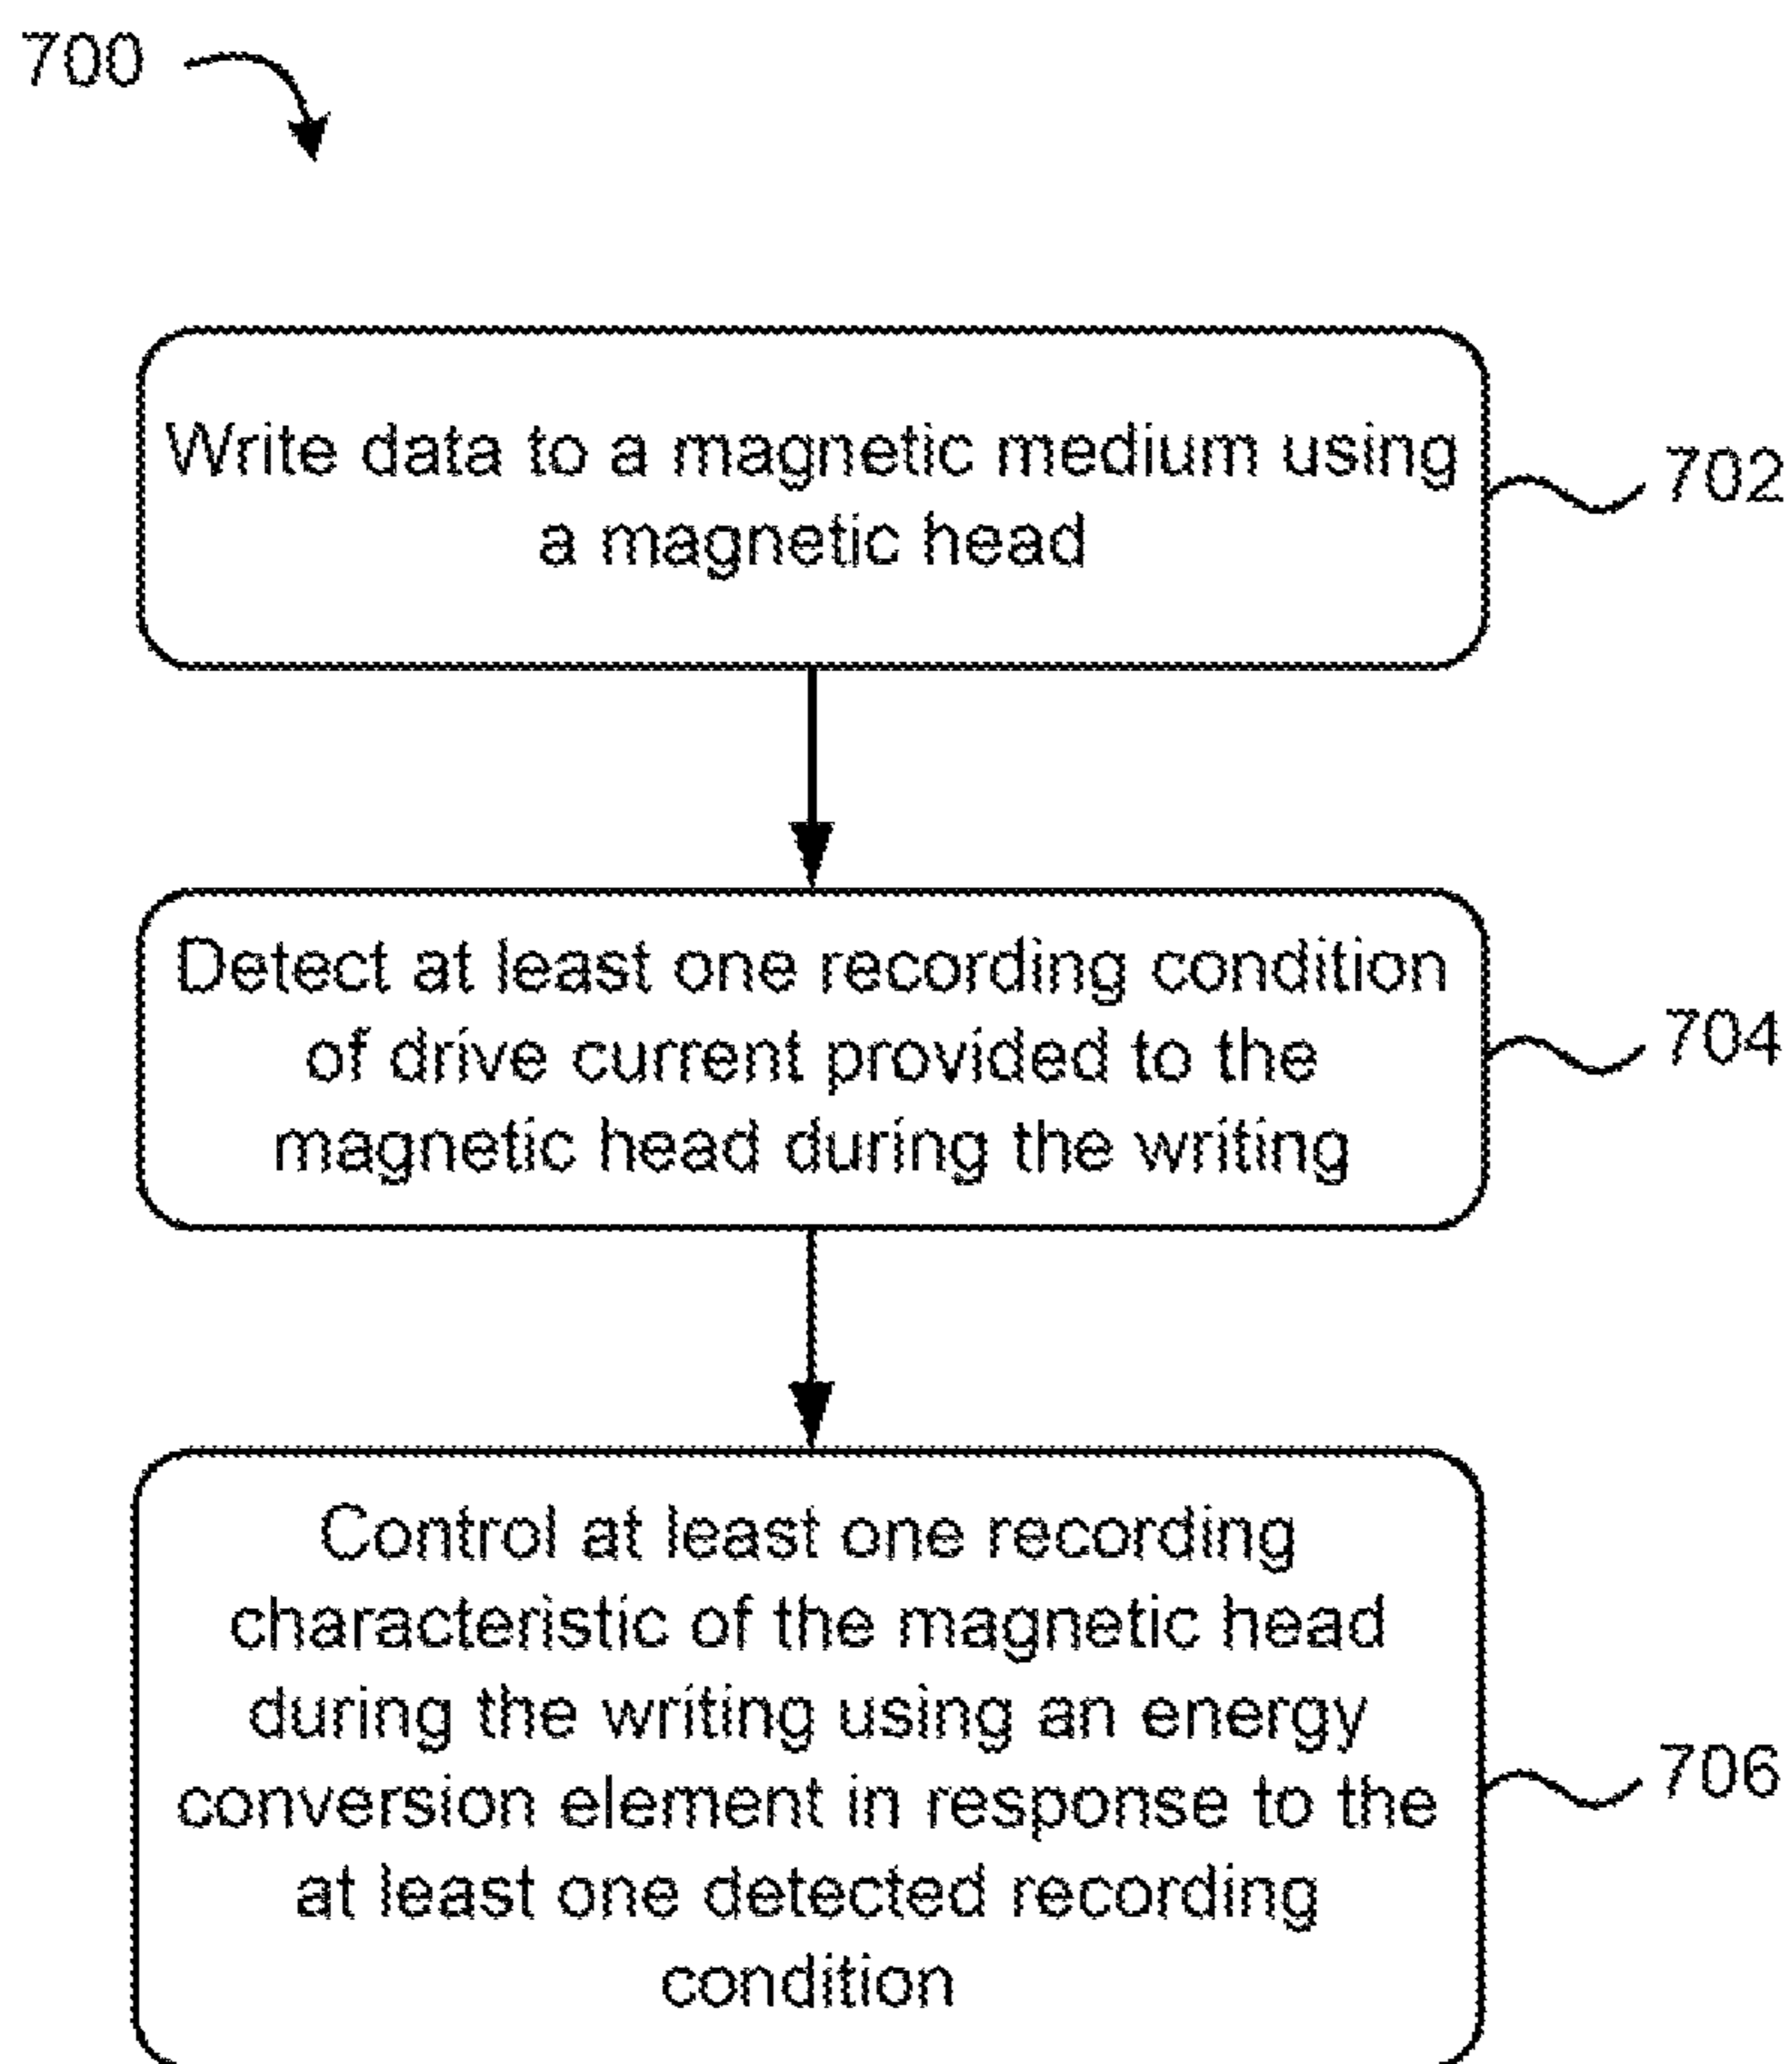 700
Write data to a magnetic medium using
a magnetic head
702
Detect at least one recording condition
of drive current provided to the
magnetic head during the writing
704
Control at least one recording
characteristic of the magnetic head
during the writing using an energy
conversion element in response to the
at least one detected recording
condition
706